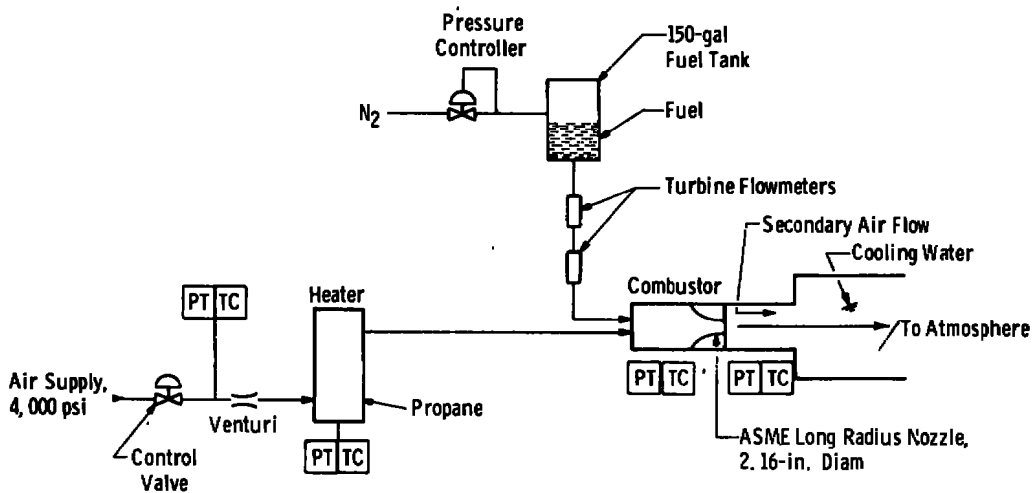 Pressure
Controller
150-gal
Fuel Tank
N2
Fuel
Turbine Flowmeters
Secondary Air Flow
Cooling Water
Combustor
Heater
PT TC
To Atmosphere
Air Supply,
4,000 psi
Venturi
Propane
PT TC
PT TC
PT TC
Control
Valve
ASME Long Radius Nozzle,
2.16-in. Diam